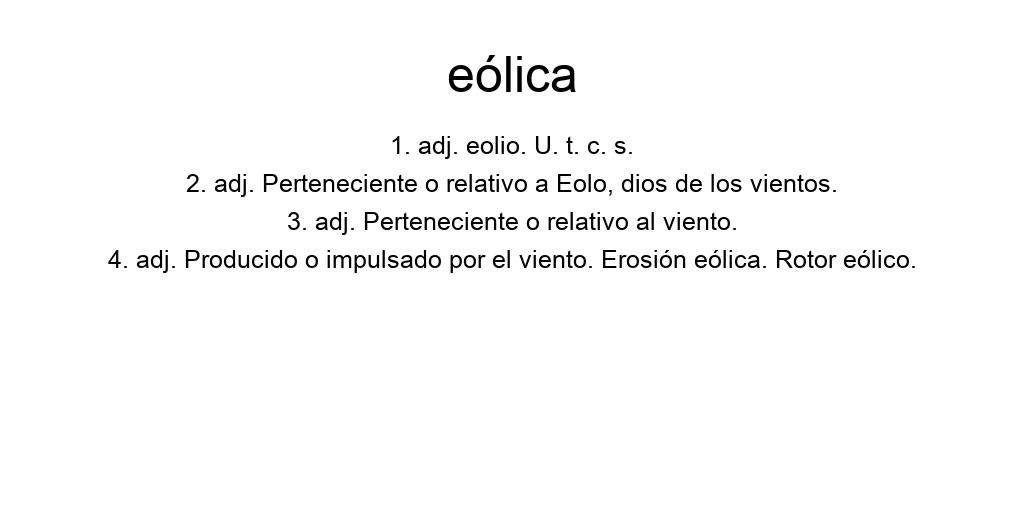 eólica
1. adj. eolio. U. t. c. s.
2. adj. Perteneciente o relativo a Eolo, dios de los vientos.
3. adj. Perteneciente o relativo al viento.
4. adj. Producido o impulsado por el viento. Erosión eólica. Rotor eólico.